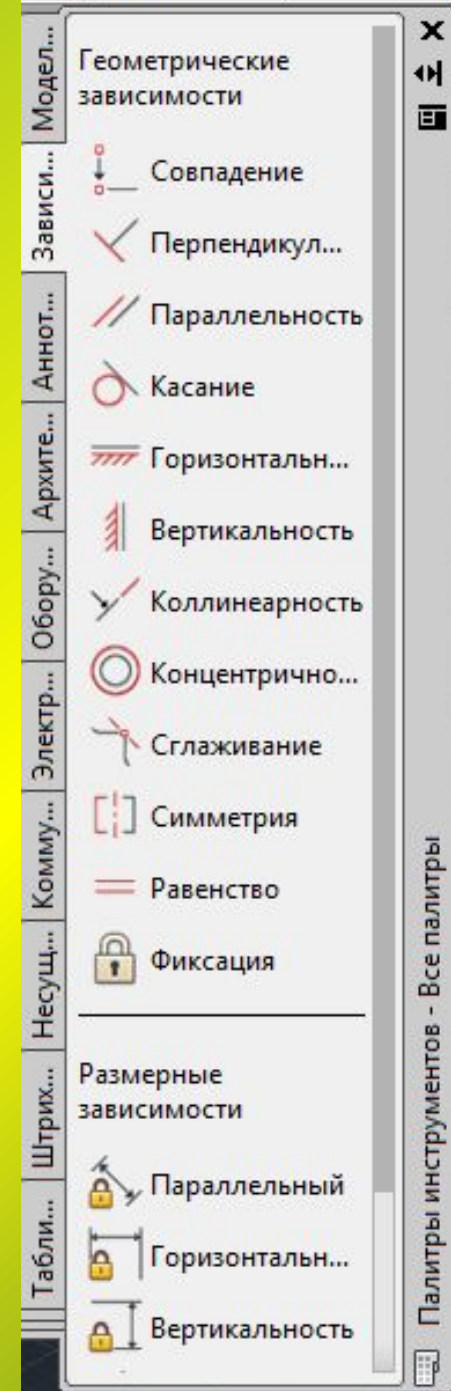 Модел...
Зависи...
Аннот...
Архите...
Обору...
Электр...
Комму...
Несущ...
Штрих...
Табли...
Геометрические
зависимости
Совпадение
Перпендикул...
Параллельность
Касание
Горизонтальн...
Вертикальность
Коллинеарность
Концентрично...
Сглаживание
Симметрия
Равенство
Фиксация
Размерные
зависимости
Параллельный
Горизонтальн...
Вертикальность
Палитры инструментов - Все палитры